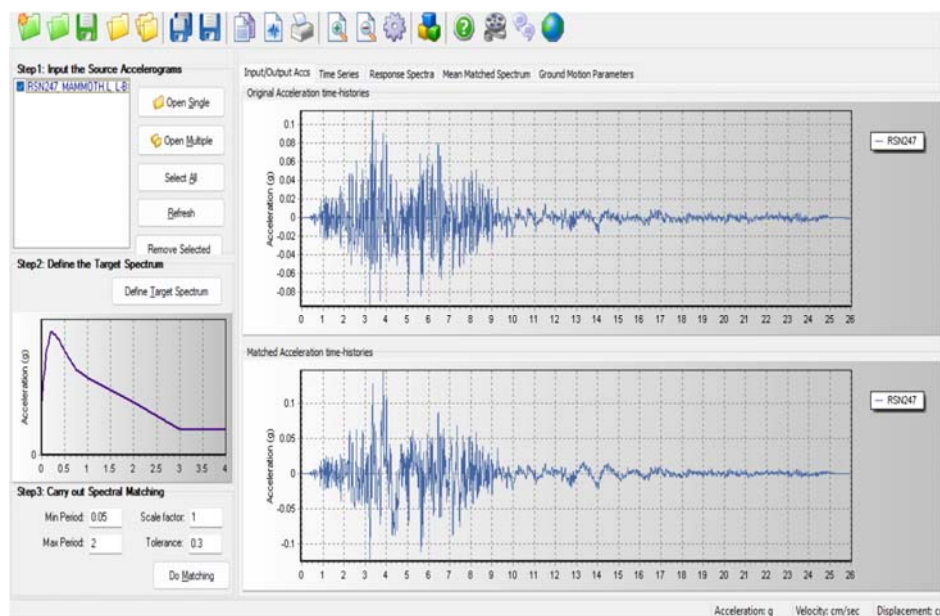 Step1: Input the Source Accelerograms
RSN247_MAMMOTH.L_L-B
Open Single
Open Multiple
Select All
Refresh
Remove Selected
Step2: Define the Target Spectrum
Define Target Spectrum
Acceleration (g)
0
0 0.5 1 1.5 2 2.5 3 3.5 4
Step3: Carry out Spectral Matching
Min Period: 0.05 Scale factor: 1
Max Period: 2 Tolerance: 0.3
Do Matching
Input/Output Accs Time Series Response Spectra Mean Matched Spectrum Ground Motion Parameters
Original Acceleration time-histories
Acceleration (g)
0.1
0.08
0.06
0.04
0.02
0
-0.02
-0.04
-0.06
-0.08
0 1 2 3 4 5 6 7 8 9 10 11 12 13 14 15 16 17 18 19 20 21 22 23 24 25 26
RSN247
Matched Acceleration time-histories
Acceleration (g)
0.1
0.05
0
-0.05
-0.1
0 1 2 3 4 5 6 7 8 9 10 11 12 13 14 15 16 17 18 19 20 21 22 23 24 25 26
RSN247
Acceleration: g Velocity: cm/sec Displacement: c